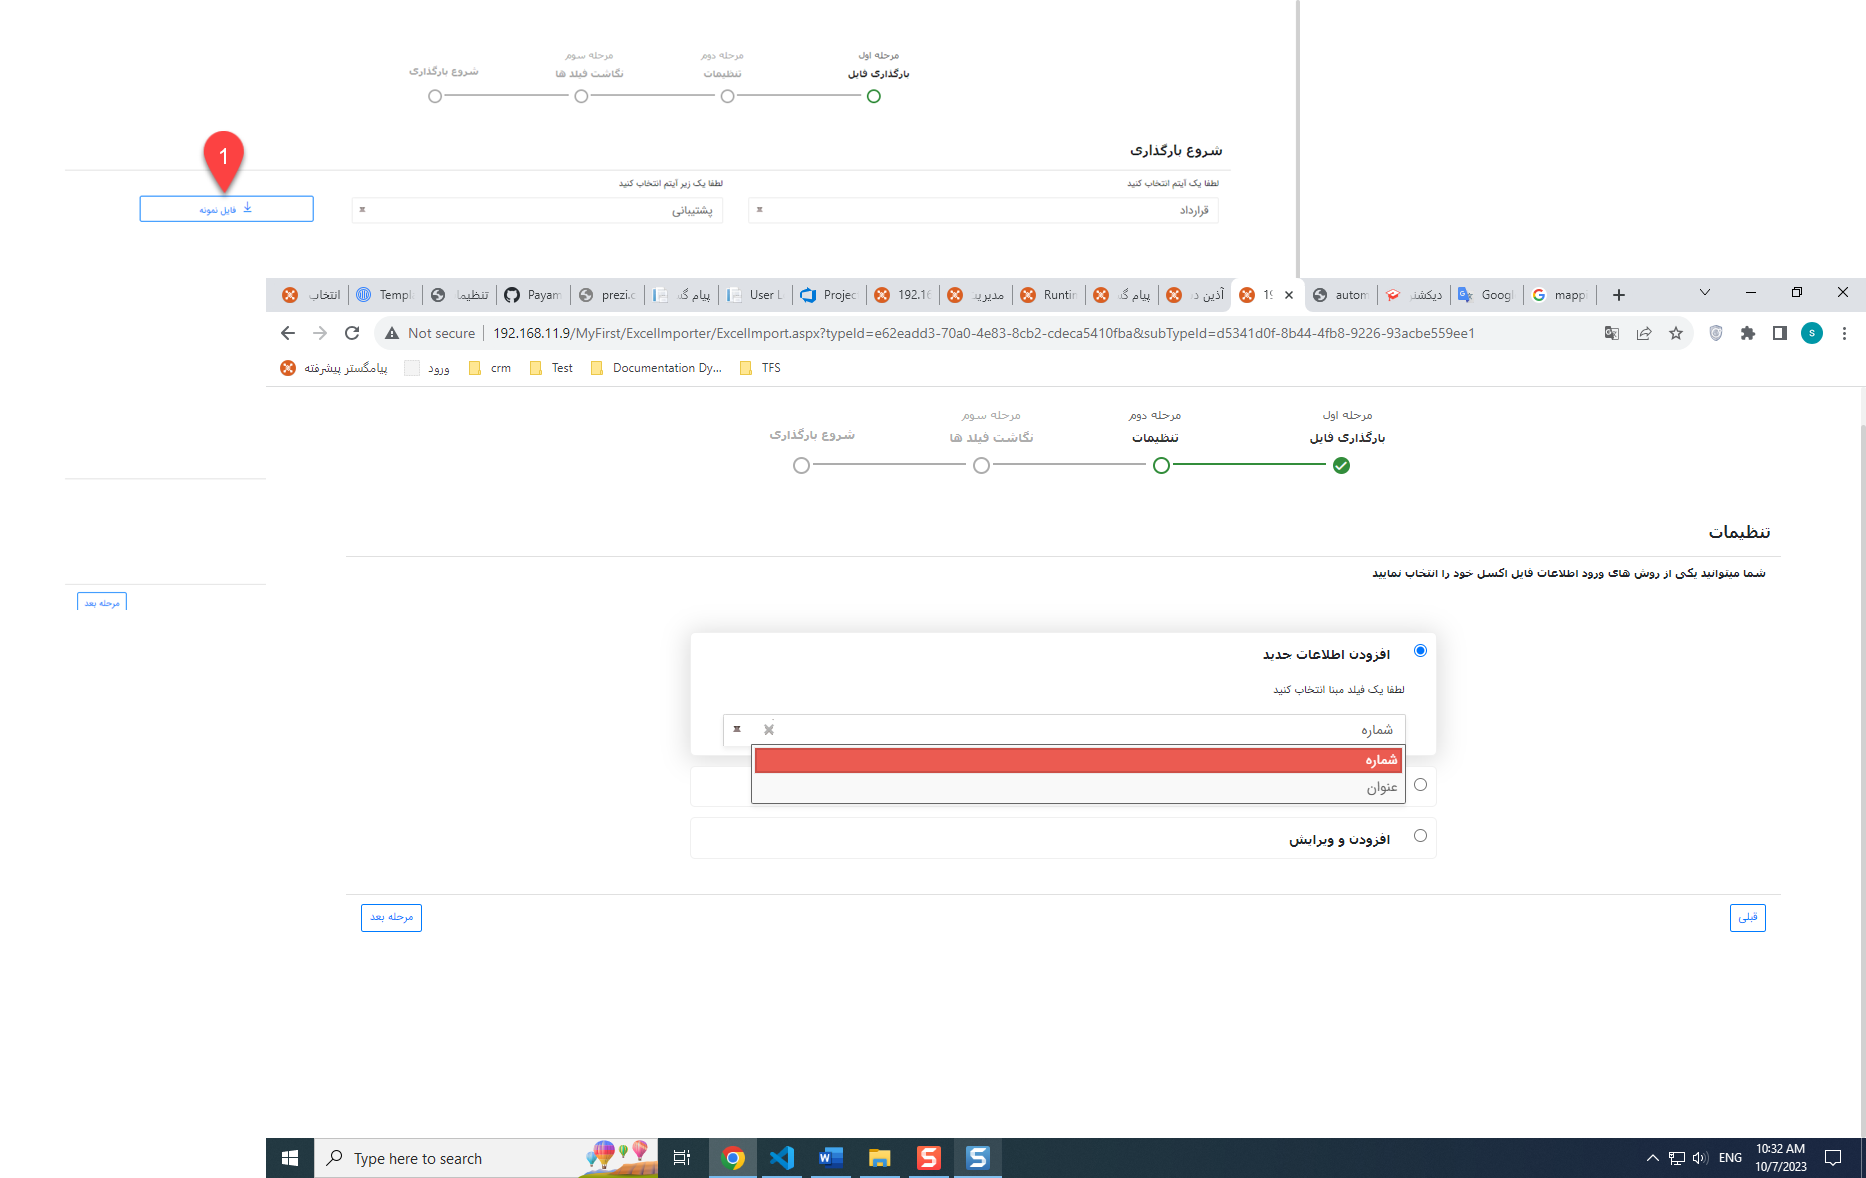 مرحله اول
مرحله دوم
مرحله سوم
بارگذاری فایل
تنظیمات
نگاشت فیلد ها
شروع بارگذاری
شروع بارگذاری
1
لطفا یک آیتم انتخاب کنید
لطفا یک زیر آیتم انتخاب کنید
قرارداد
پشتیبانی
فایل نمونه
مرحله بعد
انتخاب
Templ
تنظیما
Payam
prezi.c
پیام گ
User L
Projec
192.16
مدیریت
Runtin
پیام گ
آذین د
19
autom
دیکشنر
Googl
mappi
Not secure
192.168.11.9/MyFirst/ExcelImporter/ExcelImport.aspx?typeId=e62eadd3-70a0-4e83-8cb2-cdeca5410fba&subTypeId=d5341d0f-8b44-4fb8-9226-93acbe559ee1
S
پیامگستر پیشرفته
ورود
crm
Test
Documentation Dy...
TFS
مرحله اول
مرحله دوم
مرحله سوم
بارگذاری فایل
تنظیمات
نگاشت فیلد ها
شروع بارگذاری
تنظیمات
شما میتوانید یکی از روش های ورود اطلاعات فایل اکسل خود را انتخاب نمایید
افزودن اطلاعات جدید
لطفا یک فیلد مبنا انتخاب کنید
شماره
شماره
عنوان
افزودن و ویرایش
قبلی
مرحله بعد
Type here to search
ENG
10:32 AM
10/7/2023